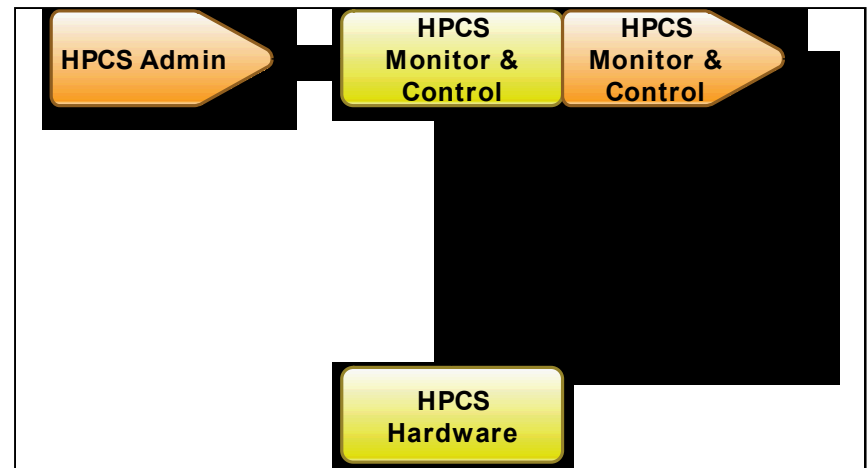 HPCS Admin
HPCS
Monitor &
Control
HPCS
Monitor &
Control
HPCS
Hardware